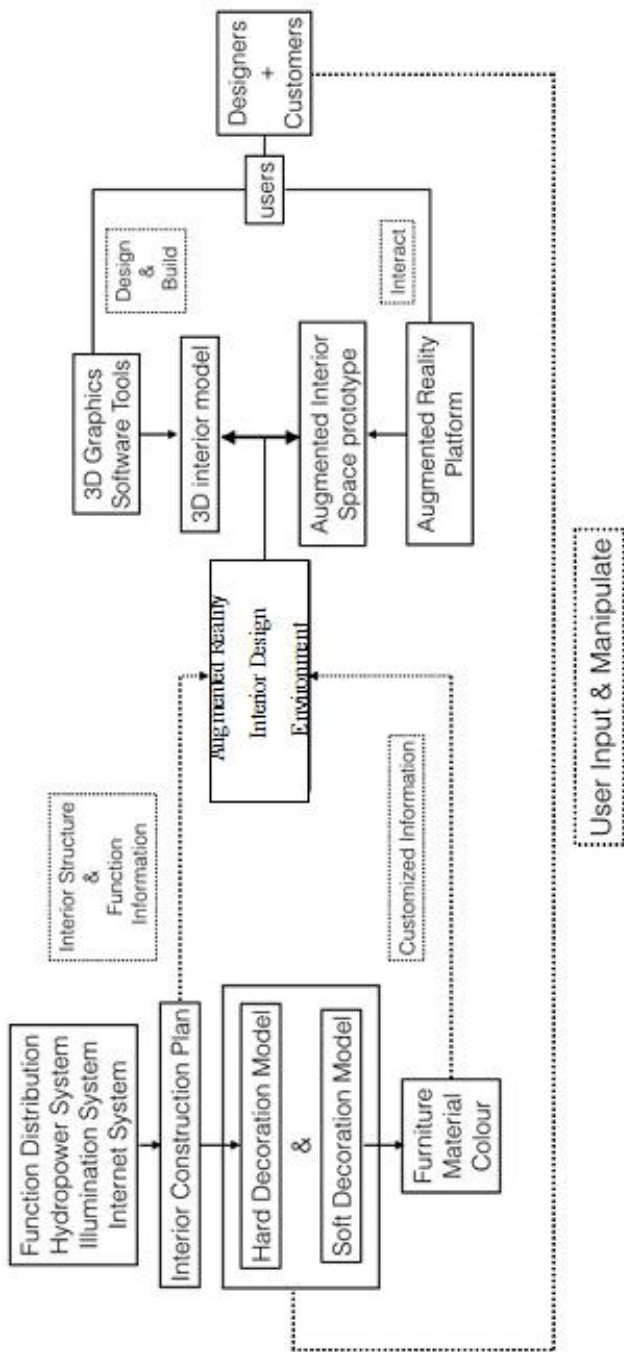 Function Distribution
Hydropower System
Illumination System
Internet System
Interior Construction Plan
Hard Decoration Model
&
Soft Decoration Model
Furniture
Material
Colour
Interior Structure
&
Function
Information
Customized Information
Augmented Reality
Interior Design
Environment
3D Graphics
Software Tools
3D interior model
Augmented Interior
Space prototype
Augmented Reality
Platform
Design
&
Build
Interact
users
Designers
+
Customers
User Input & Manipulate